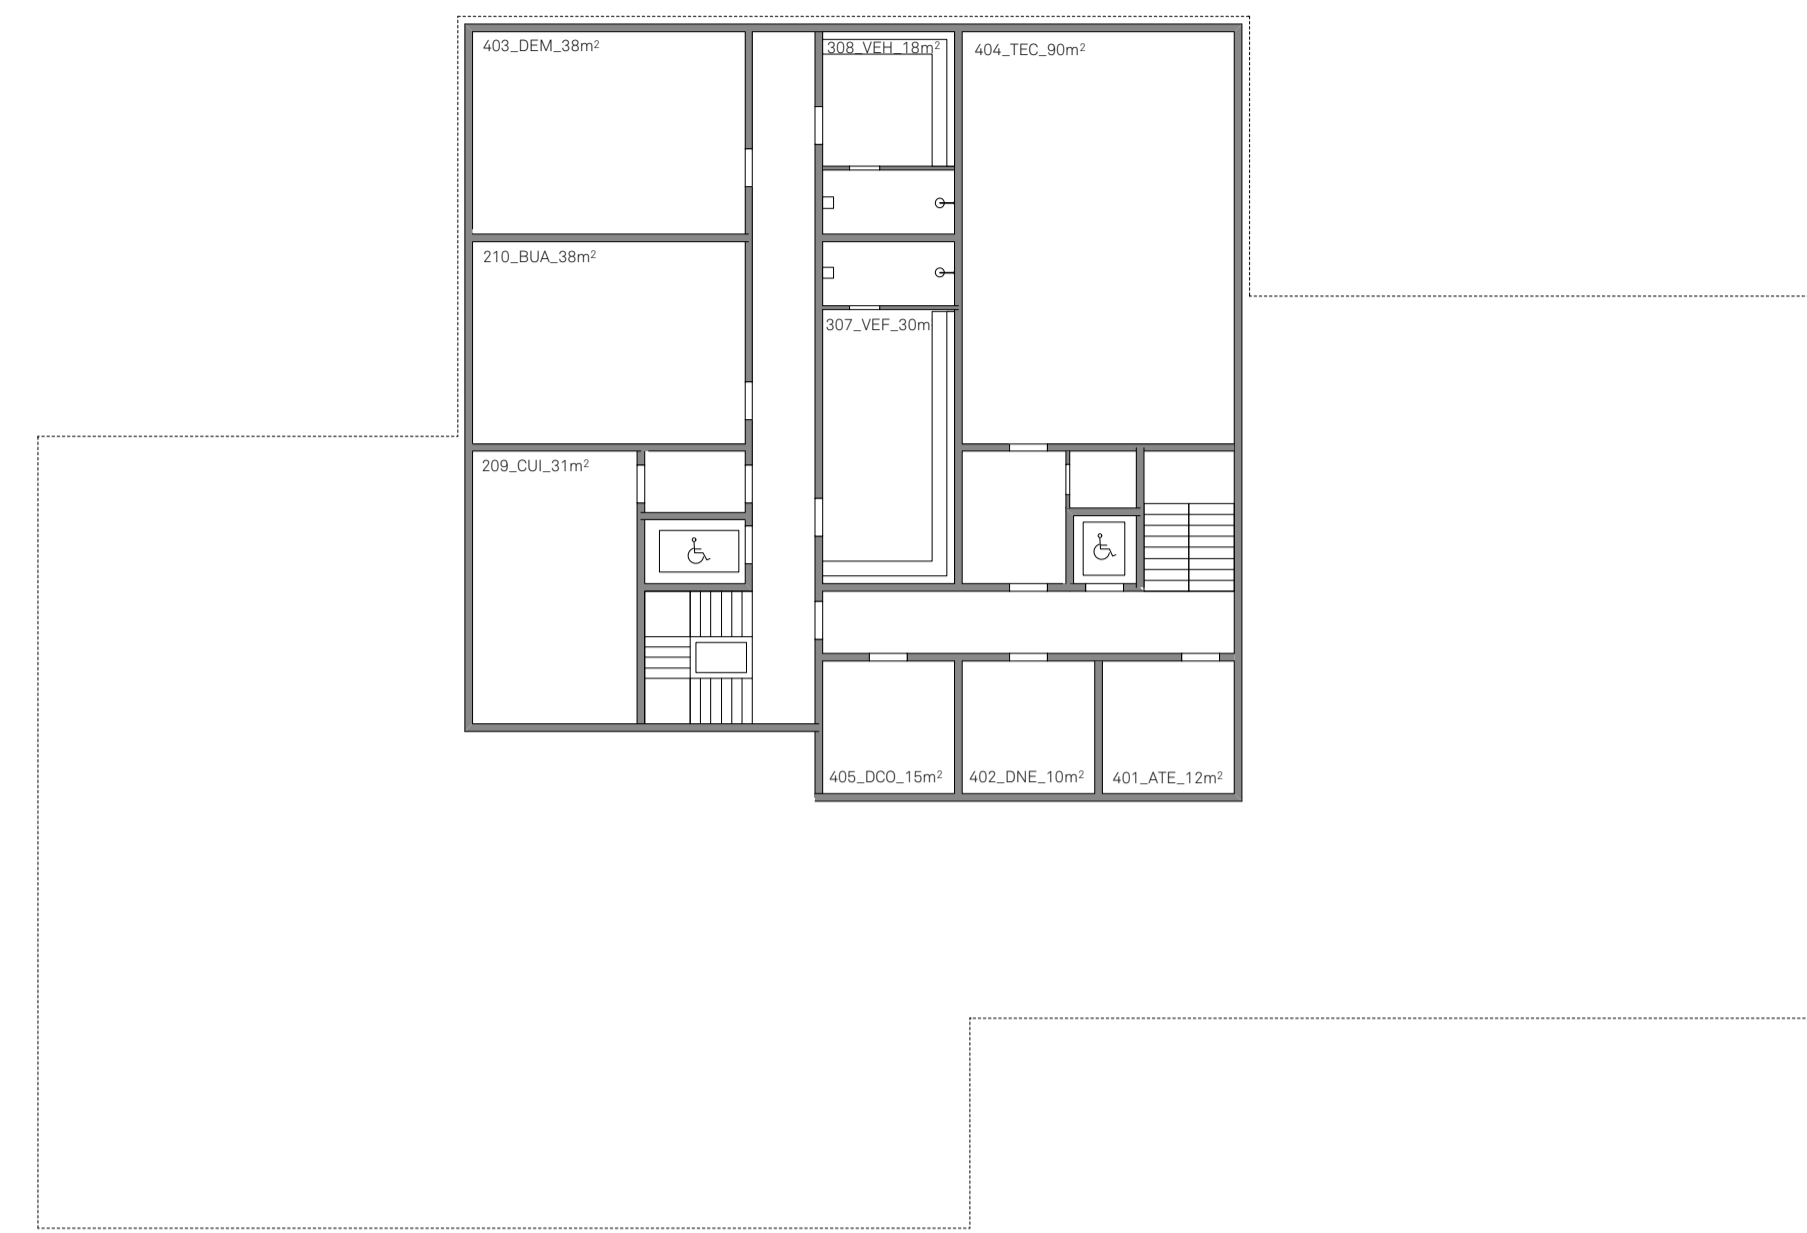 403_DEM_38m²
308_VEH_18m²
404_TEC_90m²
210_BUA_38m²
307_VEF_30m
209_CUI_31m²
405_DCO_15m²
402_DNE_10m²
401_ATE_12m²